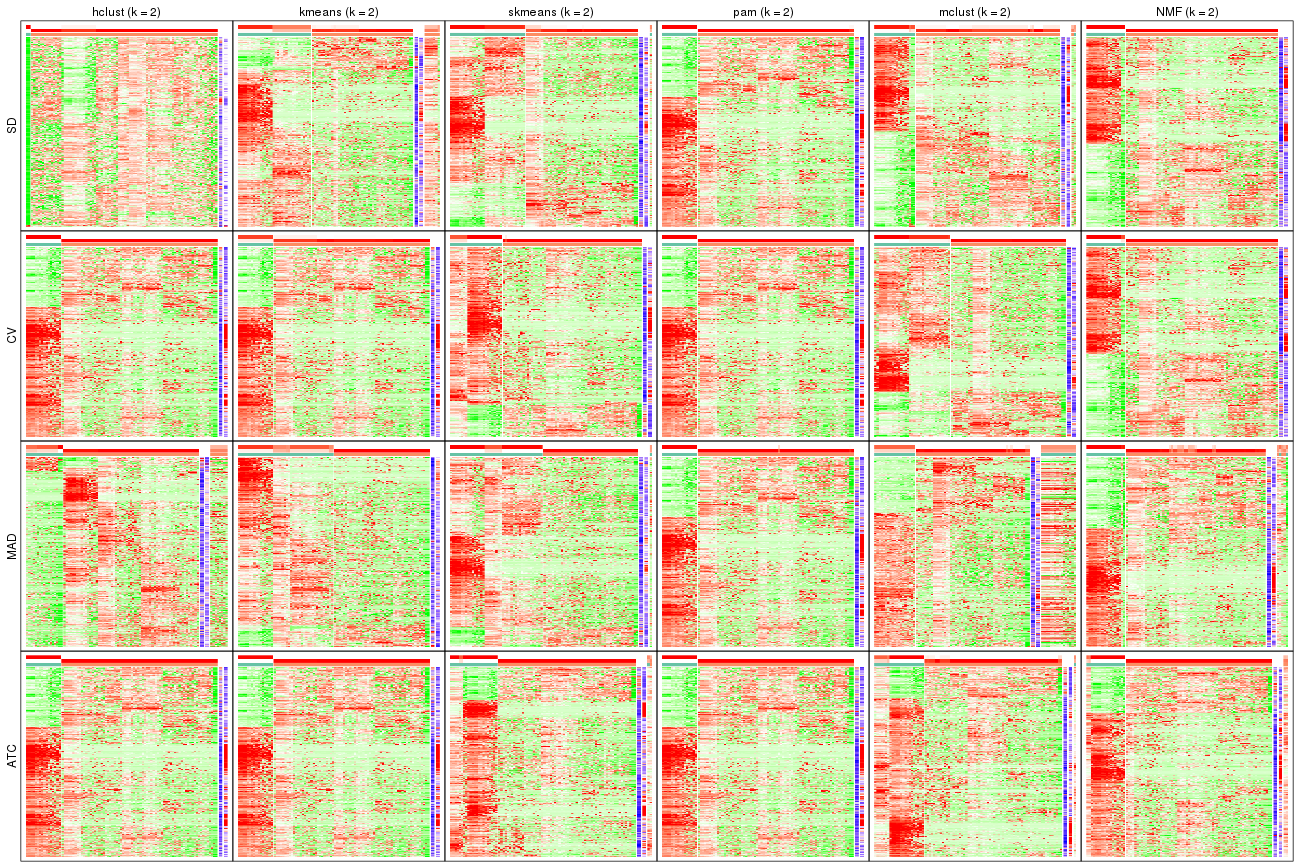 hclust (k = 2) kmeans (k = 2) skmeans (k = 2) pam (k = 2) mclust (k = 2) NMF (k = 2)
SD
CV
MAD
ATC